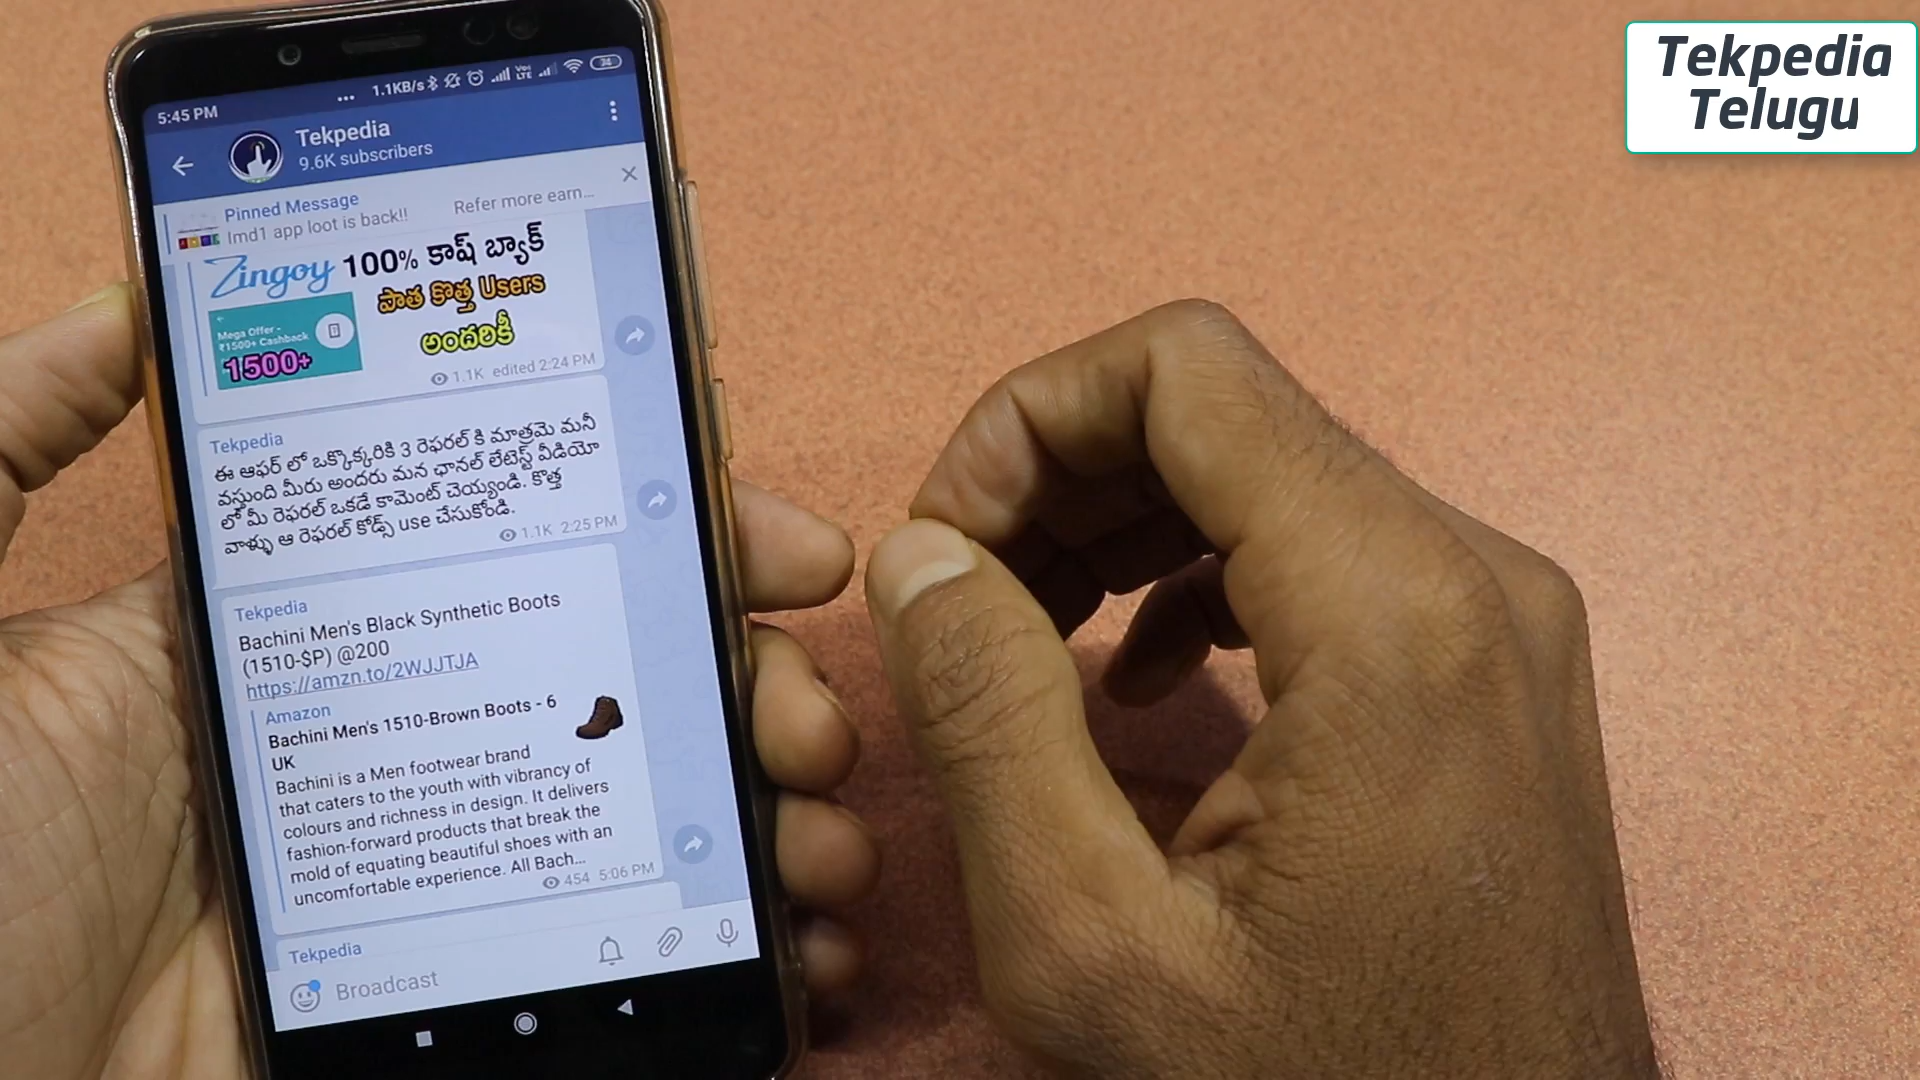 Tekpedia
Telugu
5:45 PM
... 1.1KB/s Vo) LTE 34
Tekpedia
9.6K subscribers
Pinned Message
Imd1 app loot is back!! Refer more earn...
Zingoy 100% కాష్ బ్యాక్
పాత కొత్త Users
అందరికీ
Mega Offer -
₹1500+ Cashback
1500+
1.1K edited 2:24 PM
Tekpedia
ఈ ఆఫర్ లో ఒక్కొక్కరికి 3 రెఫరల్ కి మాత్రమె మనీ
వస్తుంది మీరు అందరు మన ఛానల్ లేటెస్ట్ వీడియో
లో మీ రెఫరల్ ఒకడే కామెంట్ చెయ్యండి. కొత్త
వాళ్ళు ఆ రెఫరల్ కోడ్స్ use చేసుకోండి.
1.1K 2:25 PM
Tekpedia
Bachini Men's Black Synthetic Boots
(1510-$P) @200
https://amzn.to/2WJJTJA
Amazon
Bachini Men's 1510-Brown Boots - 6
UK
Bachini is a Men footwear brand
that caters to the youth with vibrancy of
colours and richness in design. It delivers
fashion-forward products that break the
mold of equating beautiful shoes with an
uncomfortable experience. All Bach...
454 5:06 PM
Tekpedia
Broadcast